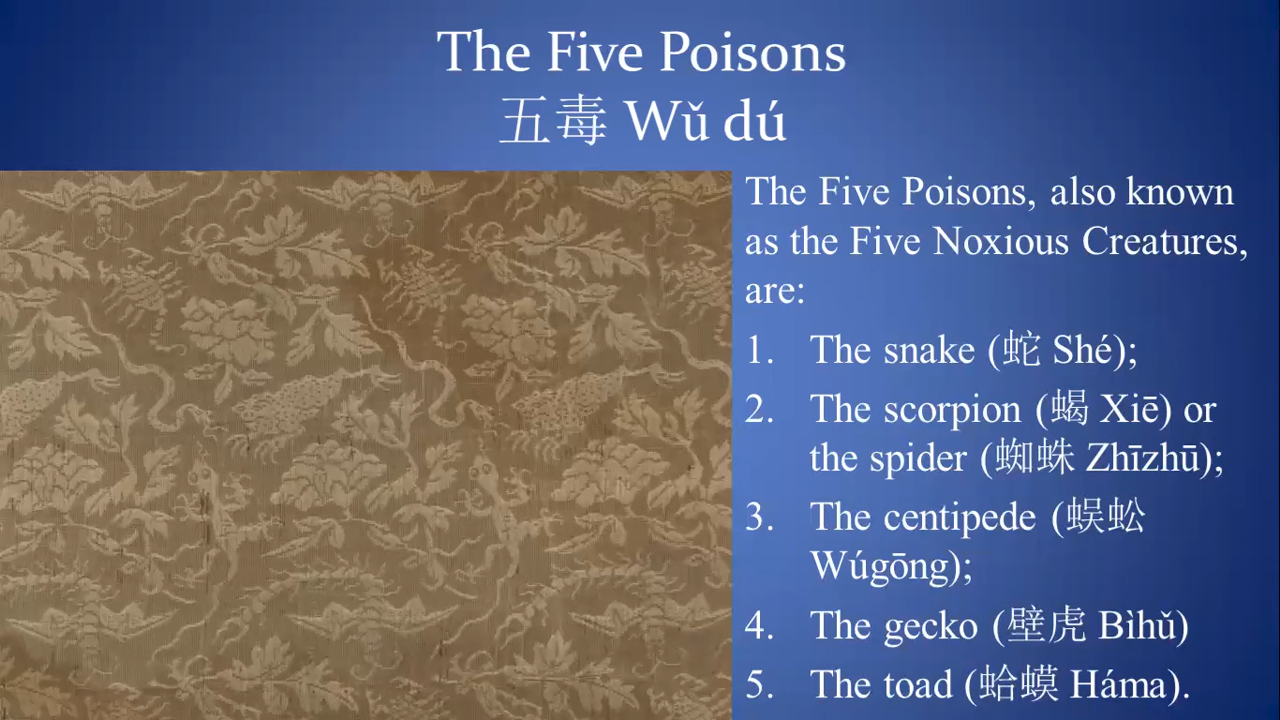 The Five Poisons
五毒 Wǔ dú
The Five Poisons, also known
as the Five Noxious Creatures,
are:
1. The snake (蛇 Shé);
2. The scorpion (蝎 Xiē) or
the spider (蜘蛛 Zhīzhū);
3. The centipede (蜈蚣
Wúgōng);
4. The gecko (壁虎 Bìhǔ)
5. The toad (蛤蟆 Háma).